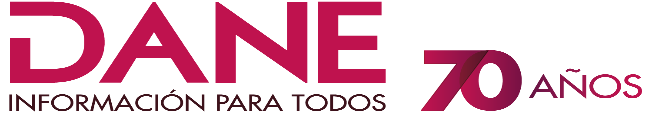 DANE
INFORMACIÓN PARA TODOS
70 AÑOS